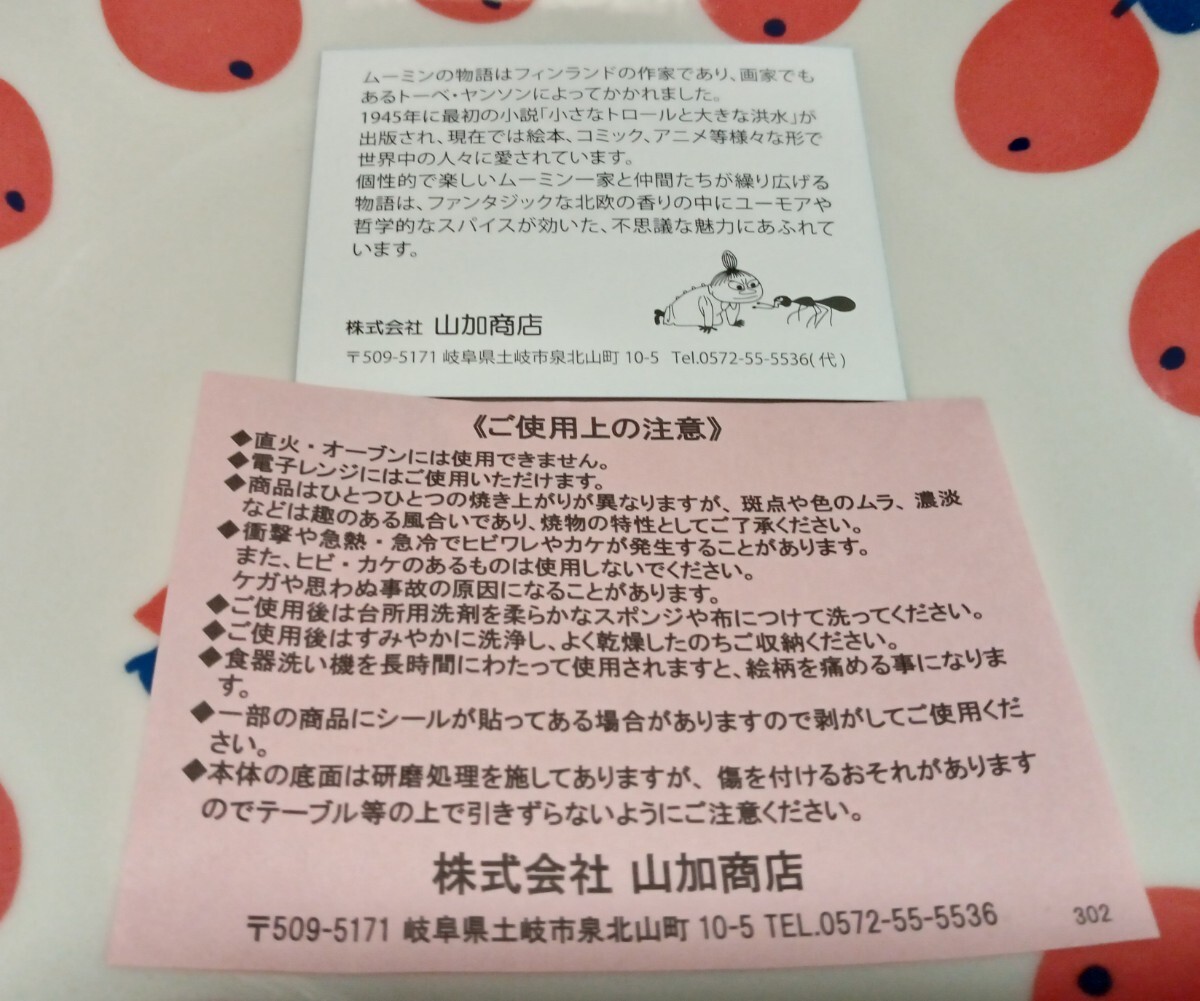 ムーミンの物語はフィンランドの作家であり、画家でも
あるトーベ・ヤンソンによってかかれました。
1945年に最初の小説「小さなトロールと大きな洪水」が
出版され、現在では絵本、コミック、アニメ等様々な形で
世界中の人々に愛されています。
個性的で楽しいムーミン一家と仲間たちが繰り広げる
物語は、ファンタジックな北欧の香りの中にユーモアや
哲学的なスパイスが効いた、不思議な魅力にあふれて
います。
株式会社 山加商店
〒509-5171 岐阜県土岐市泉北山町 10-5 Tel.0572-55-5536(代)
《ご使用上の注意》
◆直火・オーブンには使用できません。
◆電子レンジにはご使用いただけます。
◆商品はひとつひとつの焼き上がりが異なりますが、斑点や色のムラ、濃淡
などは趣のある風合いであり、焼物の特性としてご了承ください。
◆衝撃や急熱・急冷でヒビワレやカケが発生することがあります。
また、ヒビ・カケのあるものは使用しないでください。
ケガや思わぬ事故の原因になることがあります。
◆ご使用後は台所用洗剤を柔らかなスポンジや布につけて洗ってください。
◆ご使用後はすみやかに洗浄し、よく乾燥したのちご収納ください。
◆食器洗い機を長時間にわたって使用されますと、絵柄を痛める事になりま
す。
◆一部の商品にシールが貼ってある場合がありますので剥がしてご使用くだ
さい。
◆本体の底面は研磨処理を施してありますが、傷を付けるおそれがあります
のでテーブル等の上で引きずらないようにご注意ください。
株式会社 山加商店
〒509-5171 岐阜県土岐市泉北山町 10-5 TEL.0572-55-5536
302